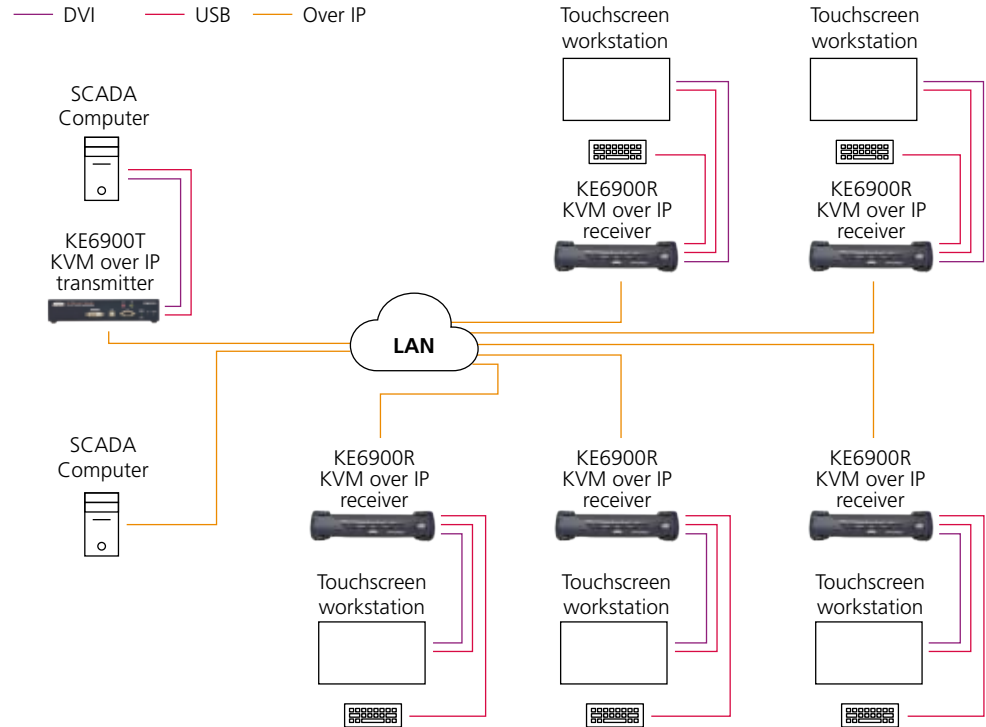 DVI USB Over IP
Touchscreen
workstation
Touchscreen
workstation
SCADA
Computer
KE6900R
KVM over IP
receiver
KE6900R
KVM over IP
receiver
KE6900T
KVM over IP
transmitter
LAN
SCADA
Computer
KE6900R
KVM over IP
receiver
KE6900R
KVM over IP
receiver
KE6900R
KVM over IP
receiver
Touchscreen
workstation
Touchscreen
workstation
Touchscreen
workstation